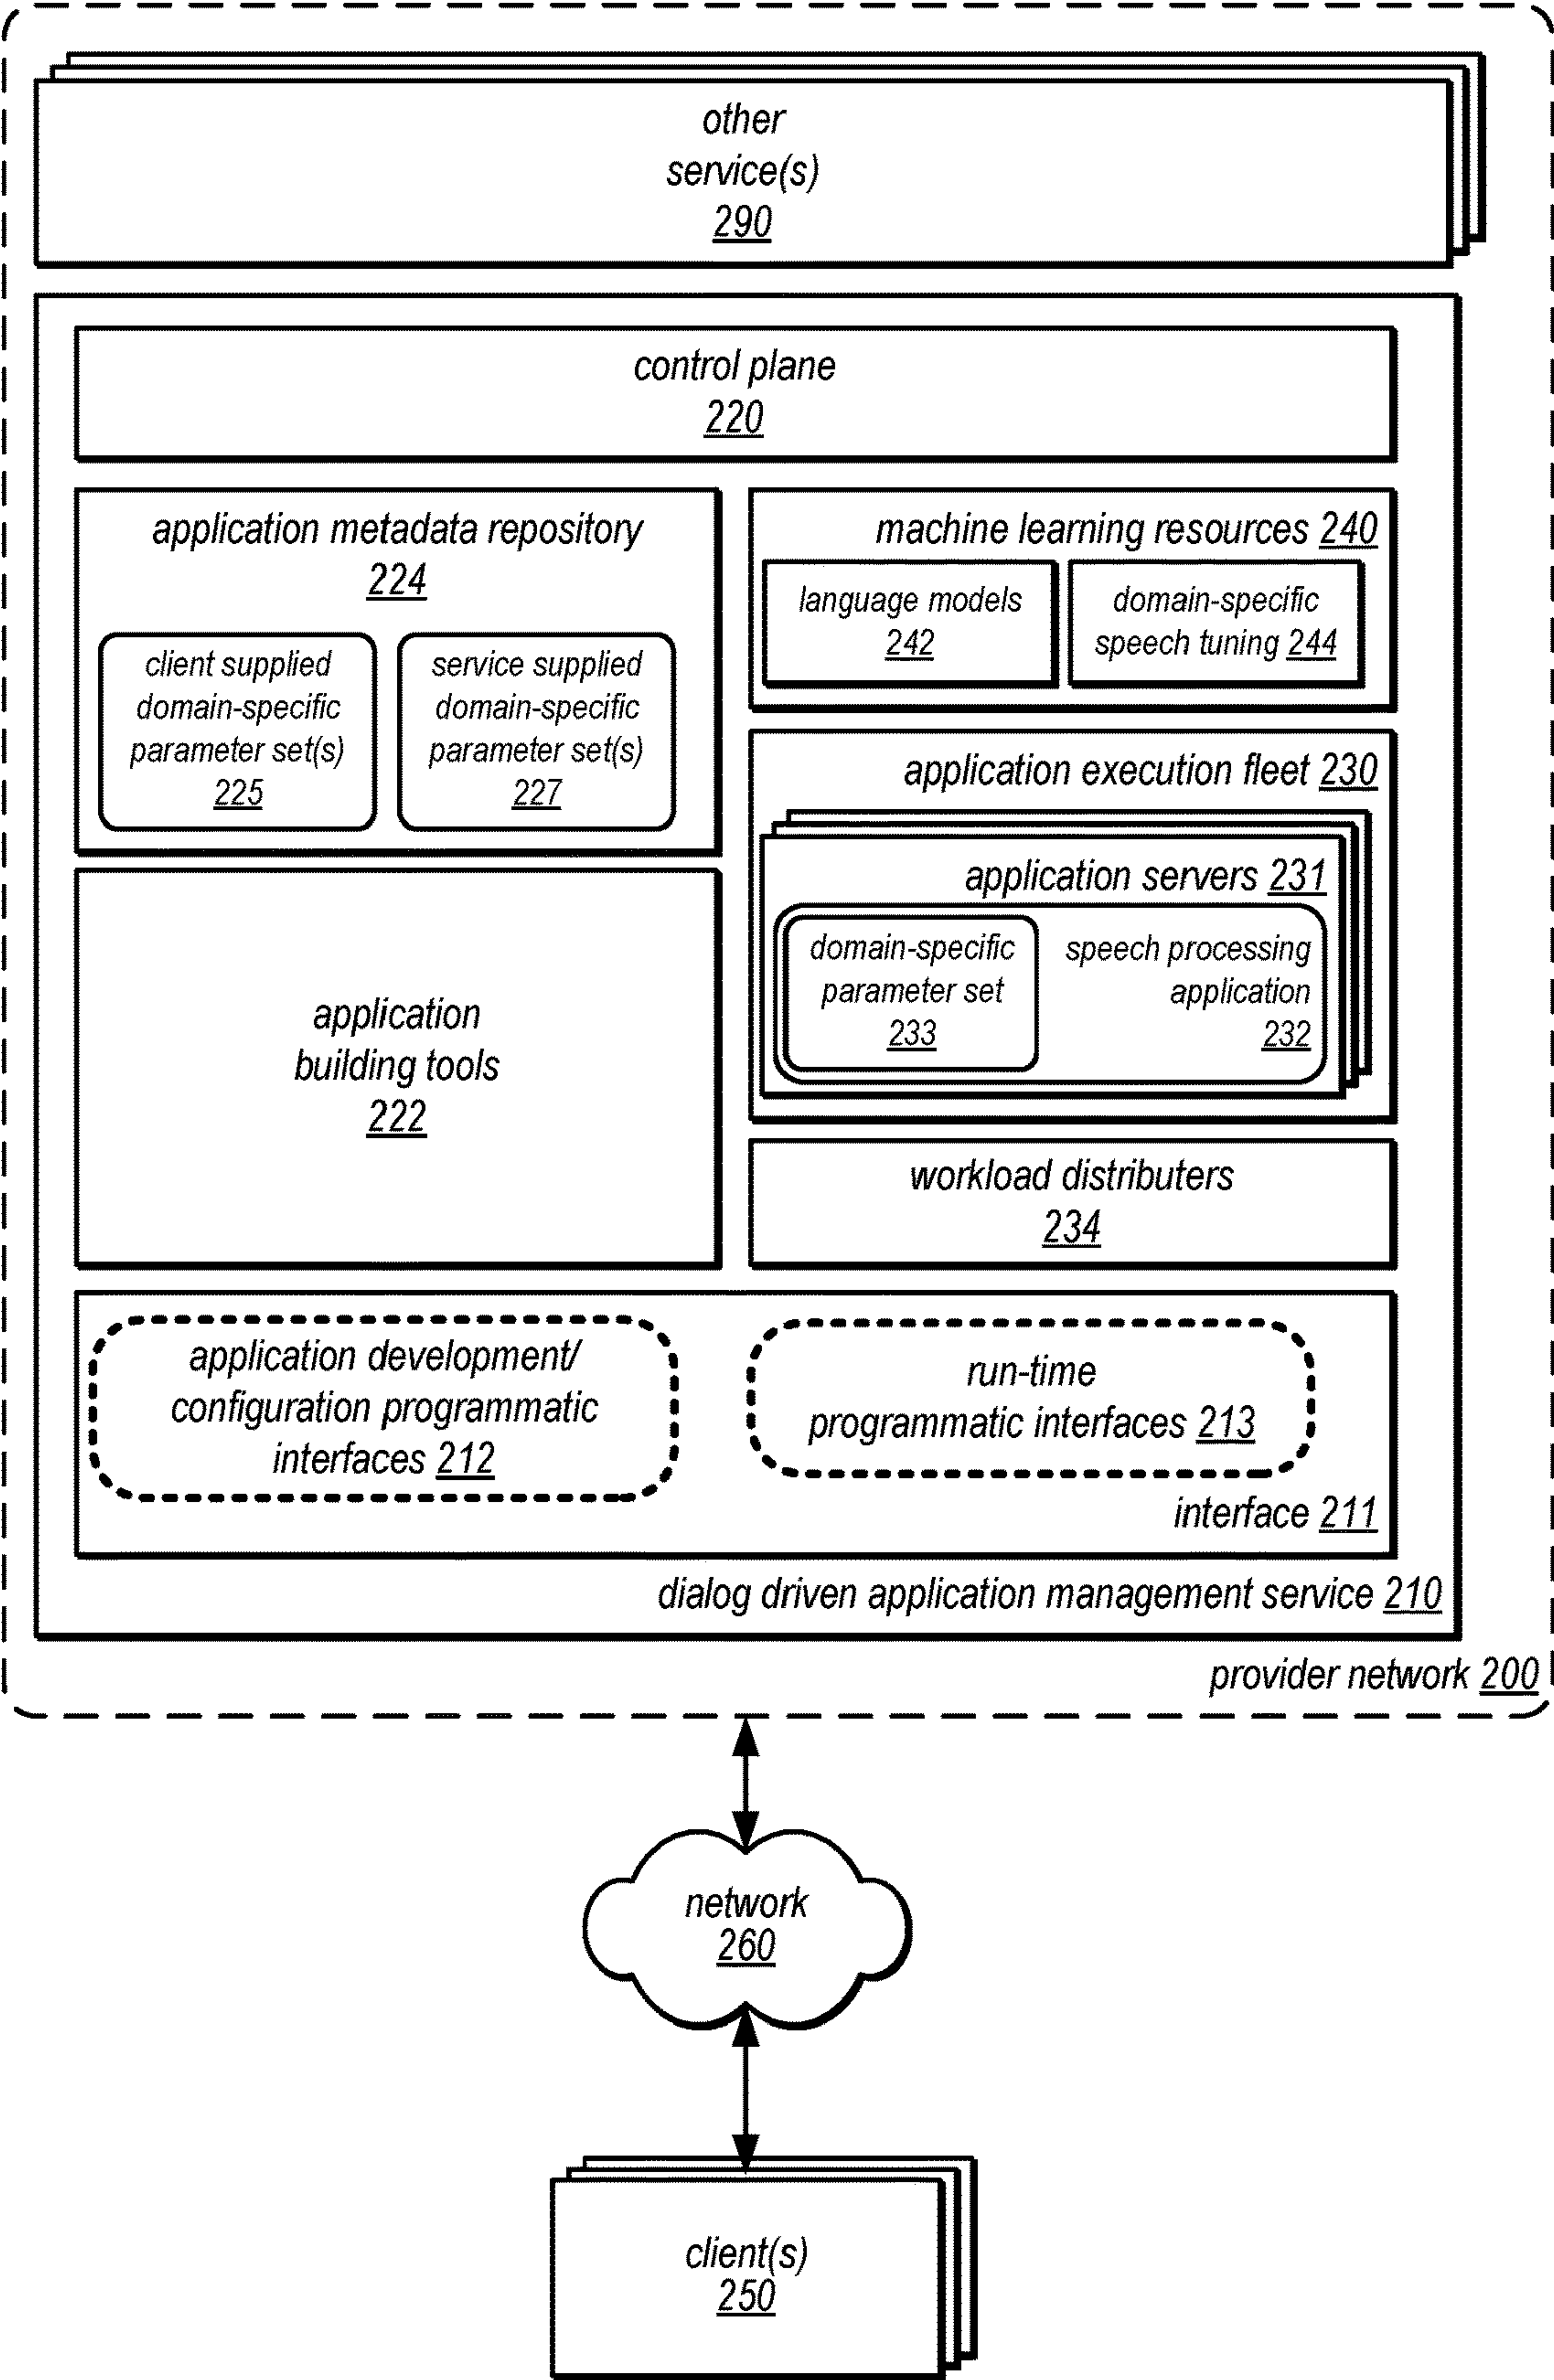 other
service(s)
290
control plane
220
application metadata repository
224
client supplied
domain-specific
parameter set(s)
225
service supplied
domain-specific
parameter set(s)
227
machine learning resources 240
language models
242
domain-specific
speech tuning 244
application execution fleet 230
application servers 231
domain-specific
parameter set
233
speech processing
application
232
application
building tools
222
workload distributers
234
application development/
configuration programmatic
interfaces 212
run-time
programmatic interfaces 213
interface 211
dialog driven application management service 210
provider network 200
network
260
client(s)
250